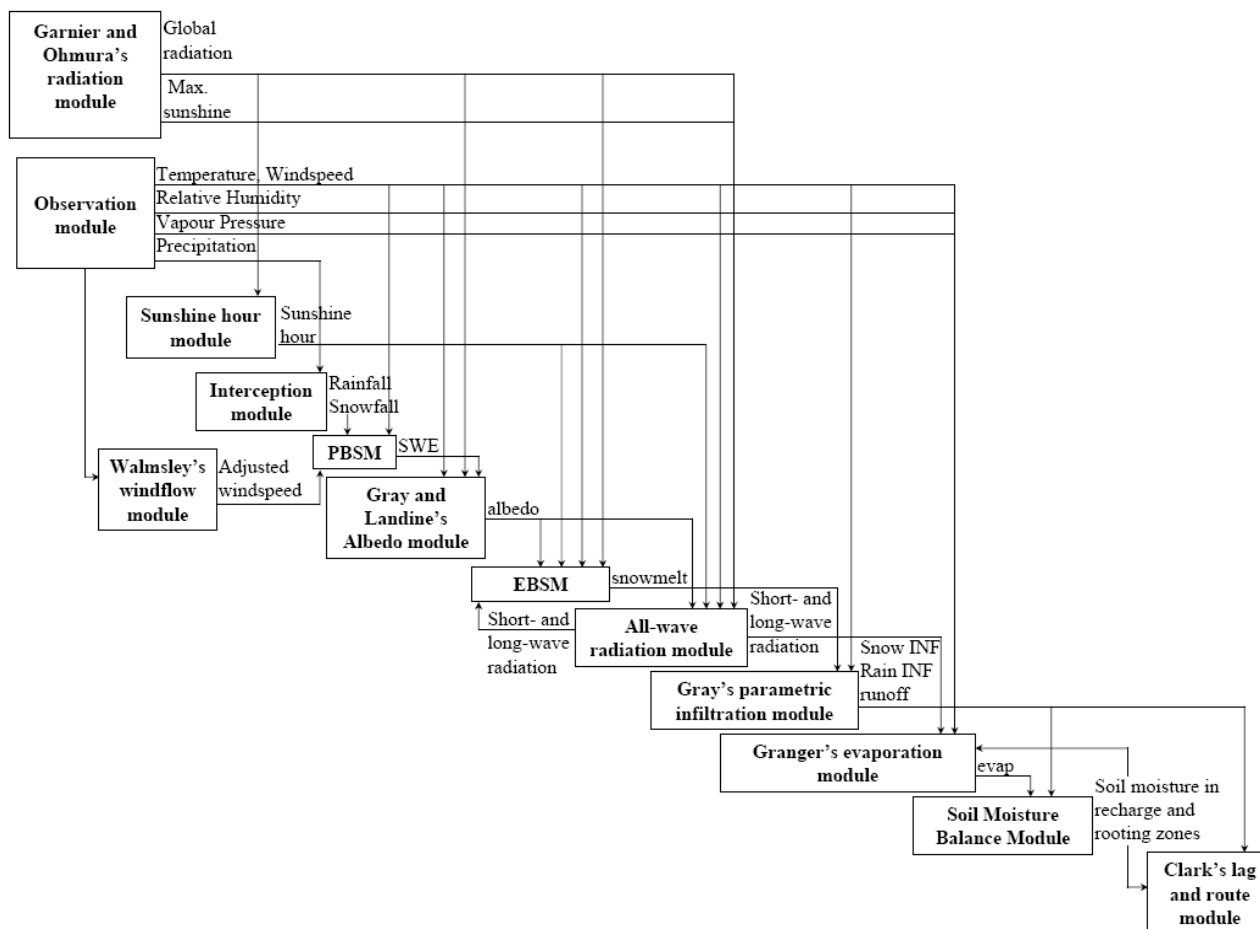 Garnier and
Ohmura's
radiation
module
Global
radiation
Max.
sunshine
Observation
module
Temperature, Windspeed
Relative Humidity
Vapour Pressure
Precipitation
Sunshine hour
module
Sunshine
hour
Interception
module
Rainfall
Snowfall
PBSM
SWE
Walmsley's
windflow
module
Adjusted
windspeed
Gray and
Landine's
Albedo module
albedo
EBSM
snowmelt
Short- and
long-wave
radiation
All-wave
radiation module
Short- and
long-wave
radiation
Gray's parametric
infiltration module
Snow INF
Rain INF
runoff
Granger's evaporation
module
evap
Soil Moisture
Balance Module
Soil moisture in
recharge and
rooting zones
Clark's lag
and route
module